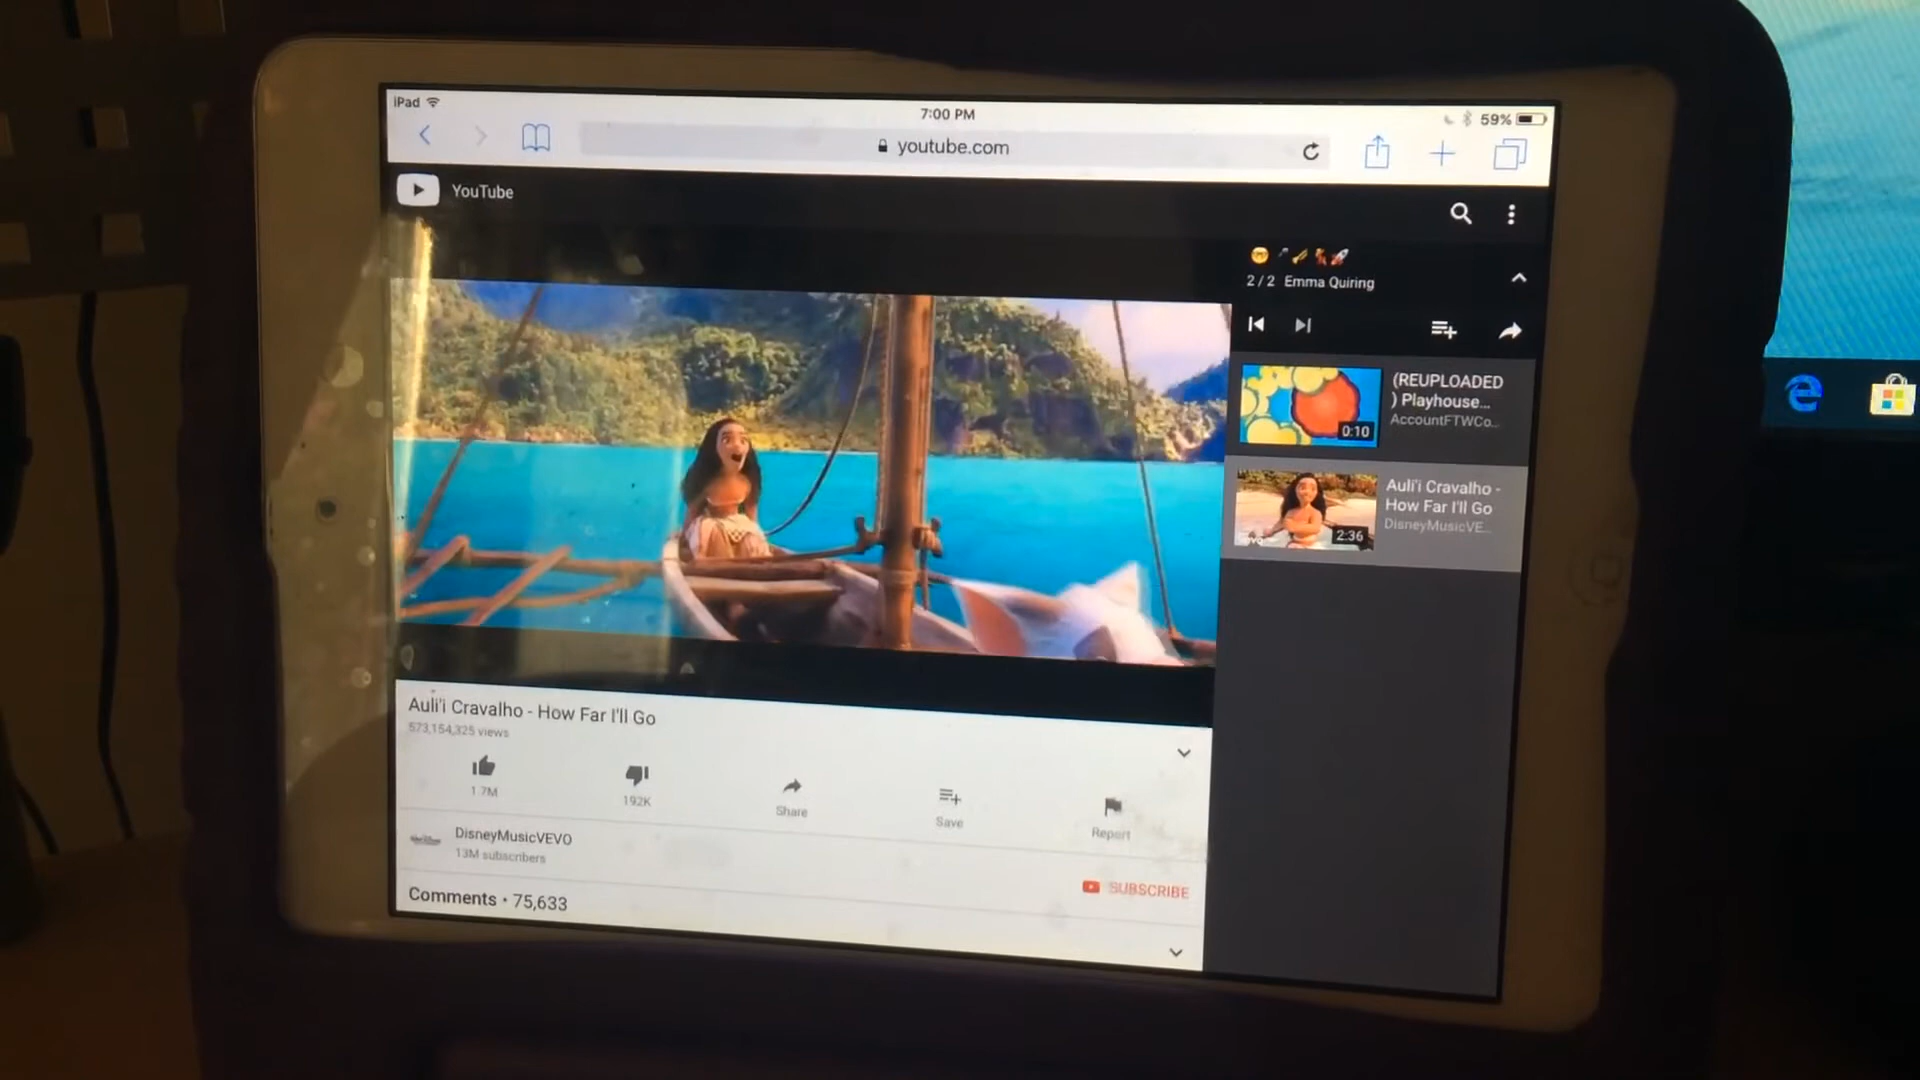 iPad
7:00 PM
59%
youtube.com
YouTube
2 / 2 Emma Quiring
(REUPLOADED
) Playhouse...
AccountFTWCo...
0:10
Auli'i Cravalho -
How Far I'll Go
DisneyMusicVE...
2:36
Auli'i Cravalho - How Far I'll Go
573,154,325 views
1.7M
192K
Share
Save
Report
DisneyMusicVEVO
13M subscribers
SUBSCRIBE
Comments • 75,633